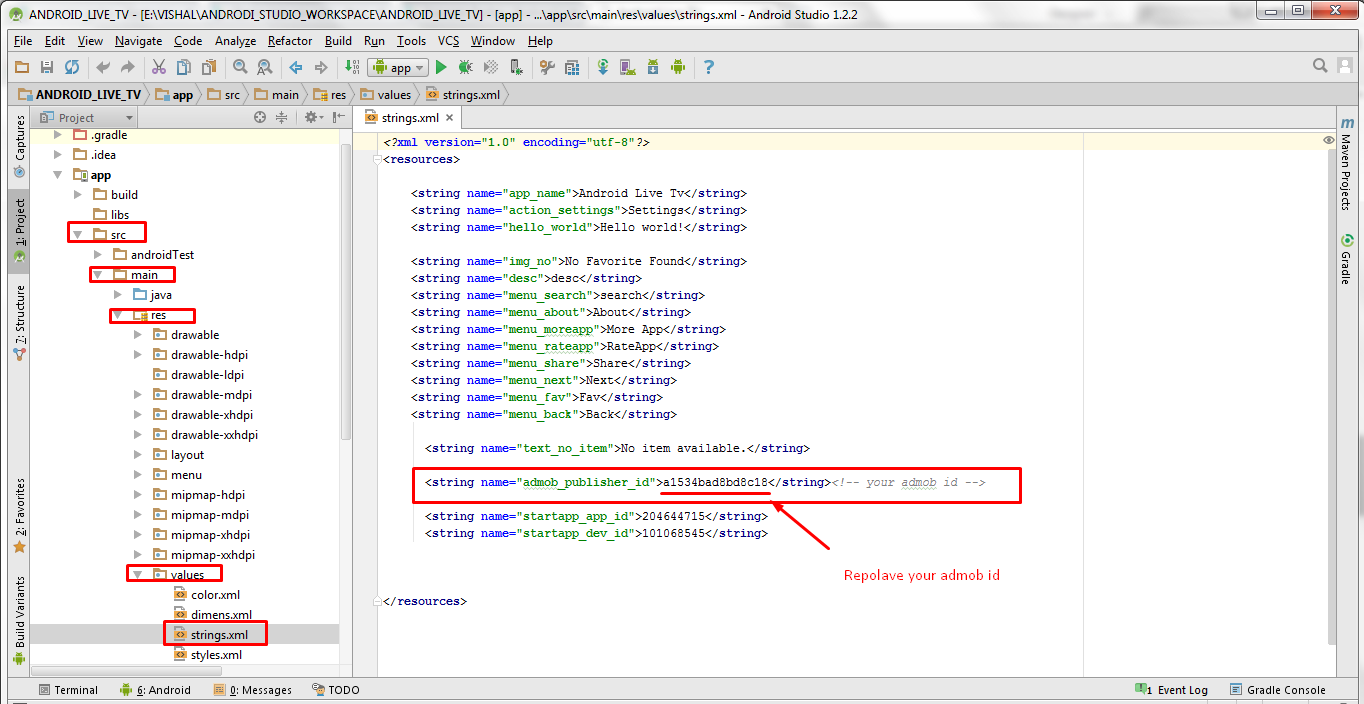 ANDROID_LIVE_TV - [E:\VISHAL\ANDRODI_STUDIO_WORKSPACE\ANDROID_LIVE_TV] - [app] - ...\app\src\main\res\values\strings.xml - Android Studio 1.2.2
File Edit View Navigate Code Analyze Refactor Build Run Tools VCS Window Help
app
ANDROID_LIVE_TV app src main res values strings.xml
Captures
1: Project
7: Structure
2: Favorites
Build Variants
Project
.gradle
.idea
app
build
libs
src
androidTest
main
java
res
drawable
drawable-hdpi
drawable-ldpi
drawable-mdpi
drawable-xhdpi
drawable-xxhdpi
layout
menu
mipmap-hdpi
mipmap-mdpi
mipmap-xhdpi
mipmap-xxhdpi
values
color.xml
dimens.xml
strings.xml
styles.xml
strings.xml
<?xml version="1.0" encoding="utf-8"?>
<resources>
<string name="app_name">Android Live Tv</string>
<string name="action_settings">Settings</string>
<string name="hello_world">Hello world!</string>
<string name="img_no">No Favorite Found</string>
<string name="desc">desc</string>
<string name="menu_search">search</string>
<string name="menu_about">About</string>
<string name="menu_moreapp">More App</string>
<string name="menu_rateapp">RateApp</string>
<string name="menu_share">Share</string>
<string name="menu_next">Next</string>
<string name="menu_fav">Fav</string>
<string name="menu_back">Back</string>
<string name="text_no_item">No item available.</string>
<string name="admob_publisher_id">a1534bad8bd8c18</string><!-- your admob id -->
<string name="startapp_app_id">204644715</string>
<string name="startapp_dev_id">101068545</string>
Repolave your admob id
</resources>
m Maven Projects
Gradle
Terminal 6: Android 0: Messages TODO 1 Event Log Gradle Console